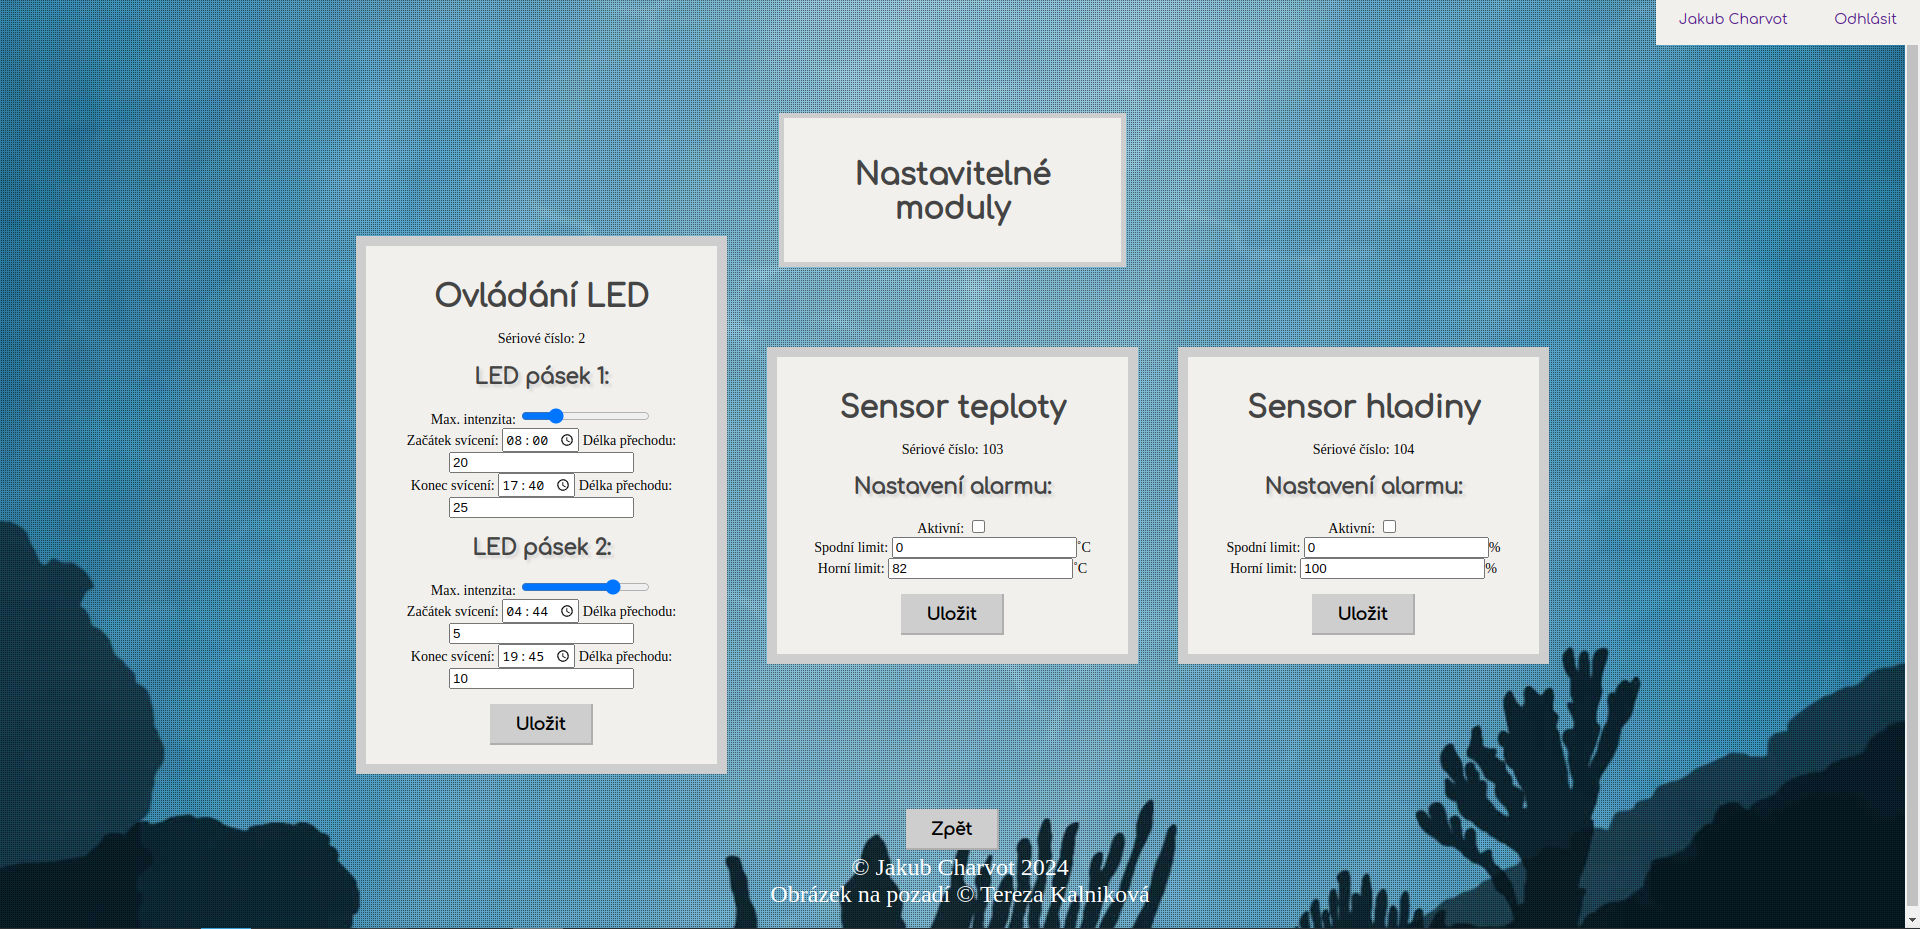 Jakub Charvot Odhlásit
Nastavitelné
moduly
Ovládání LED
Sériové číslo: 2
LED pásek 1:
Max. intenzita:
Začátek svícení: 08:00 Délka přechodu:
20
Konec svícení: 17:40 Délka přechodu:
25
LED pásek 2:
Max. intenzita:
Začátek svícení: 04:44 Délka přechodu:
5
Konec svícení: 19:45 Délka přechodu:
10
Uložit
Sensor teploty
Sériové číslo: 103
Nastavení alarmu:
Aktivní:
Spodní limit: 0 °C
Horní limit: 82 °C
Uložit
Sensor hladiny
Sériové číslo: 104
Nastavení alarmu:
Aktivní:
Spodní limit: 0 %
Horní limit: 100 %
Uložit
Zpět
© Jakub Charvot 2024
Obrázek na pozadí © Tereza Kalniková